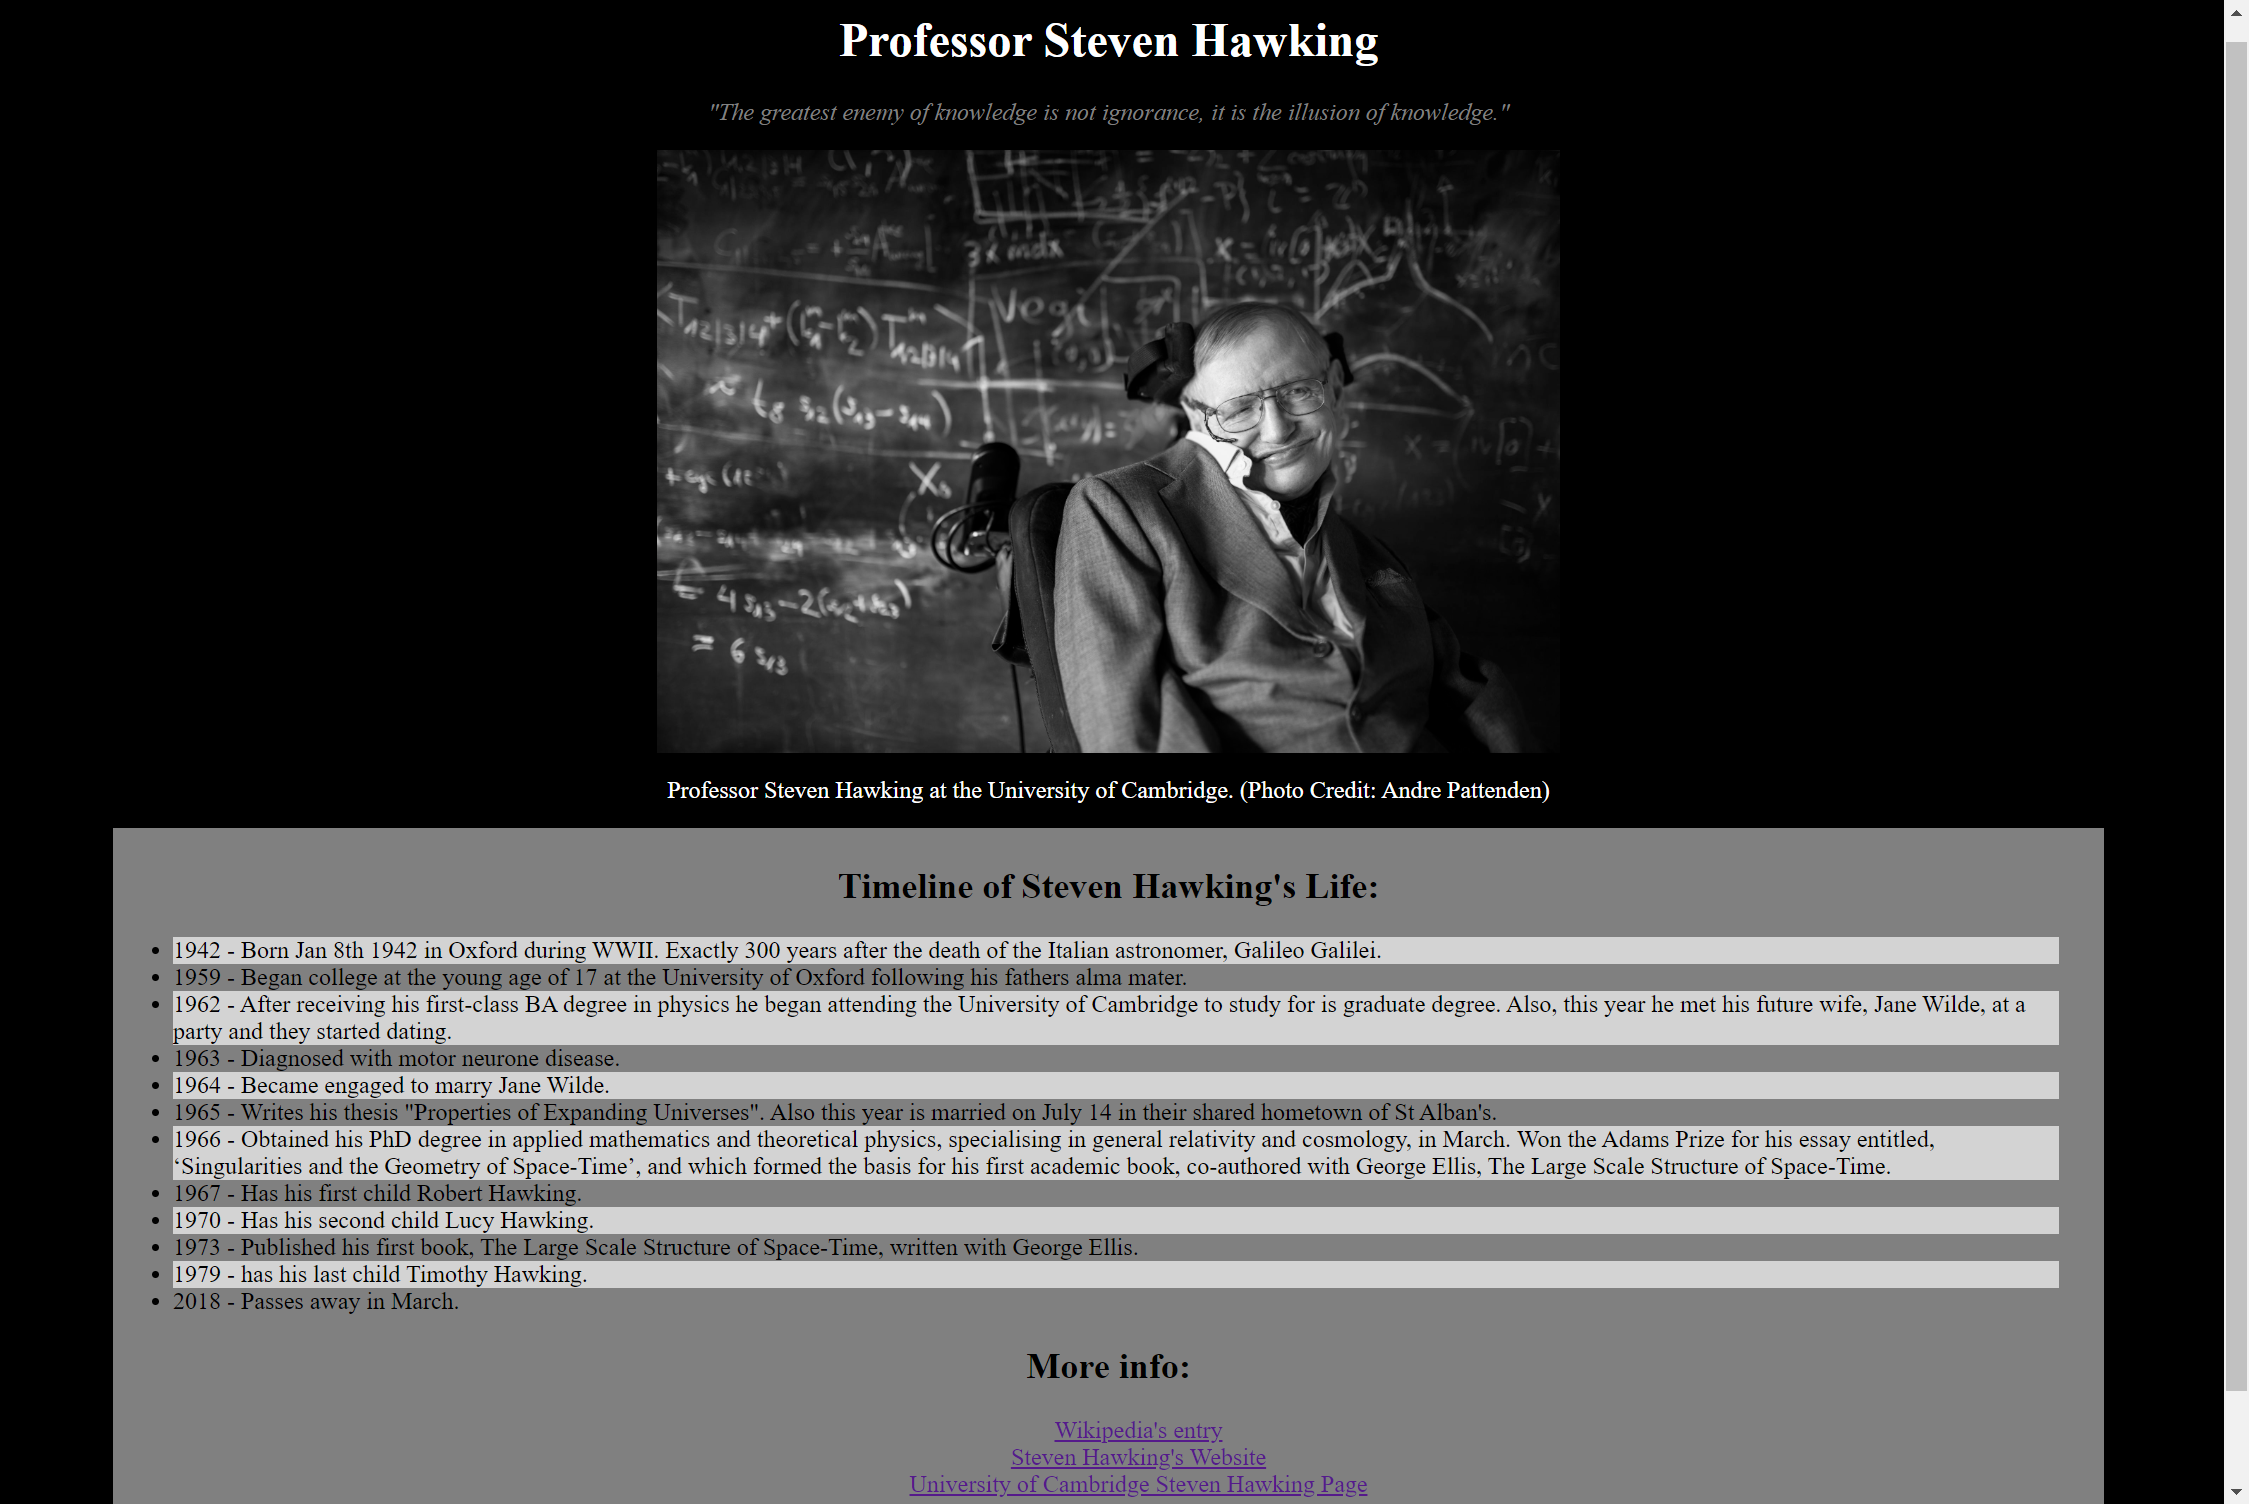 Professor Steven Hawking
"The greatest enemy of knowledge is not ignorance, it is the illusion of knowledge."
3x
Vegi
X
= 6
Professor Steven Hawking at the University of Cambridge. (Photo Credit: Andre Pattenden)
Timeline of Steven Hawking's Life:
• 1942 - Born Jan 8th 1942 in Oxford during WWII. Exactly 300 years after the death of the Italian astronomer, Galileo Galilei.
• 1959 - Began college at the young age of 17 at the University of Oxford following his fathers alma mater.
• 1962 - After receiving his first-class BA degree in physics he began attending the University of Cambridge to study for is graduate degree. Also, this year he met his future wife, Jane Wilde, at a
party and they started dating.
• 1963 - Diagnosed with motor neurone disease.
• 1964 - Became engaged to marry Jane Wilde.
• 1965 - Writes his thesis "Properties of Expanding Universes". Also this year is married on July 14 in their shared hometown of St Alban's.
• 1966 - Obtained his PhD degree in applied mathematics and theoretical physics, specialising in general relativity and cosmology, in March. Won the Adams Prize for his essay entitled,
‘Singularities and the Geometry of Space-Time’, and which formed the basis for his first academic book, co-authored with George Ellis, The Large Scale Structure of Space-Time.
• 1967 - Has his first child Robert Hawking.
• 1970 - Has his second child Lucy Hawking.
• 1973 - Published his first book, The Large Scale Structure of Space-Time, written with George Ellis.
• 1979 - has his last child Timothy Hawking.
• 2018 - Passes away in March.
More info:
Wikipedia's entry
Steven Hawking's Website
University of Cambridge Steven Hawking Page